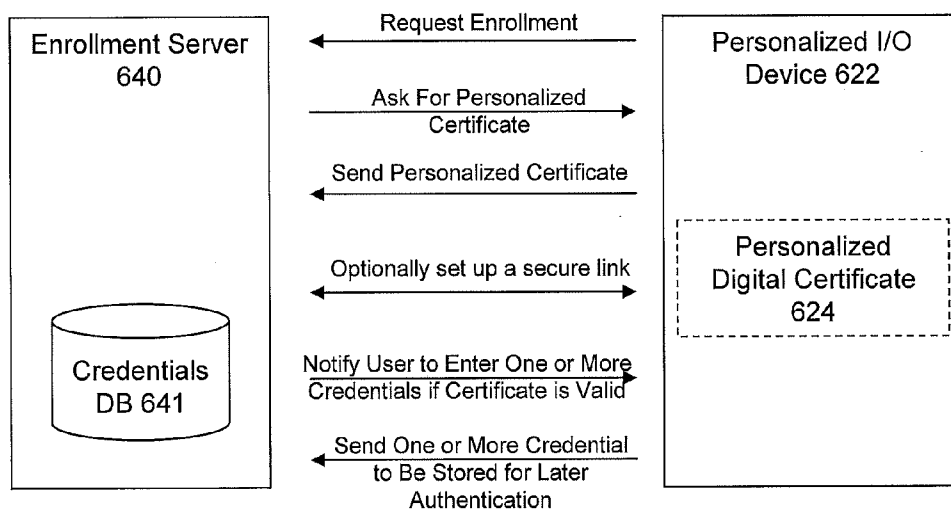 Enrollment Server
640
Credentials
DB 641
Request Enrollment
Ask For Personalized
Certificate
Send Personalized Certificate
Optionally set up a secure link
Notify User to Enter One or More
Credentials if Certificate is Valid
Send One or More Credential
to Be Stored for Later
Authentication
Personalized I/O
Device 622
Personalized
Digital Certificate
624